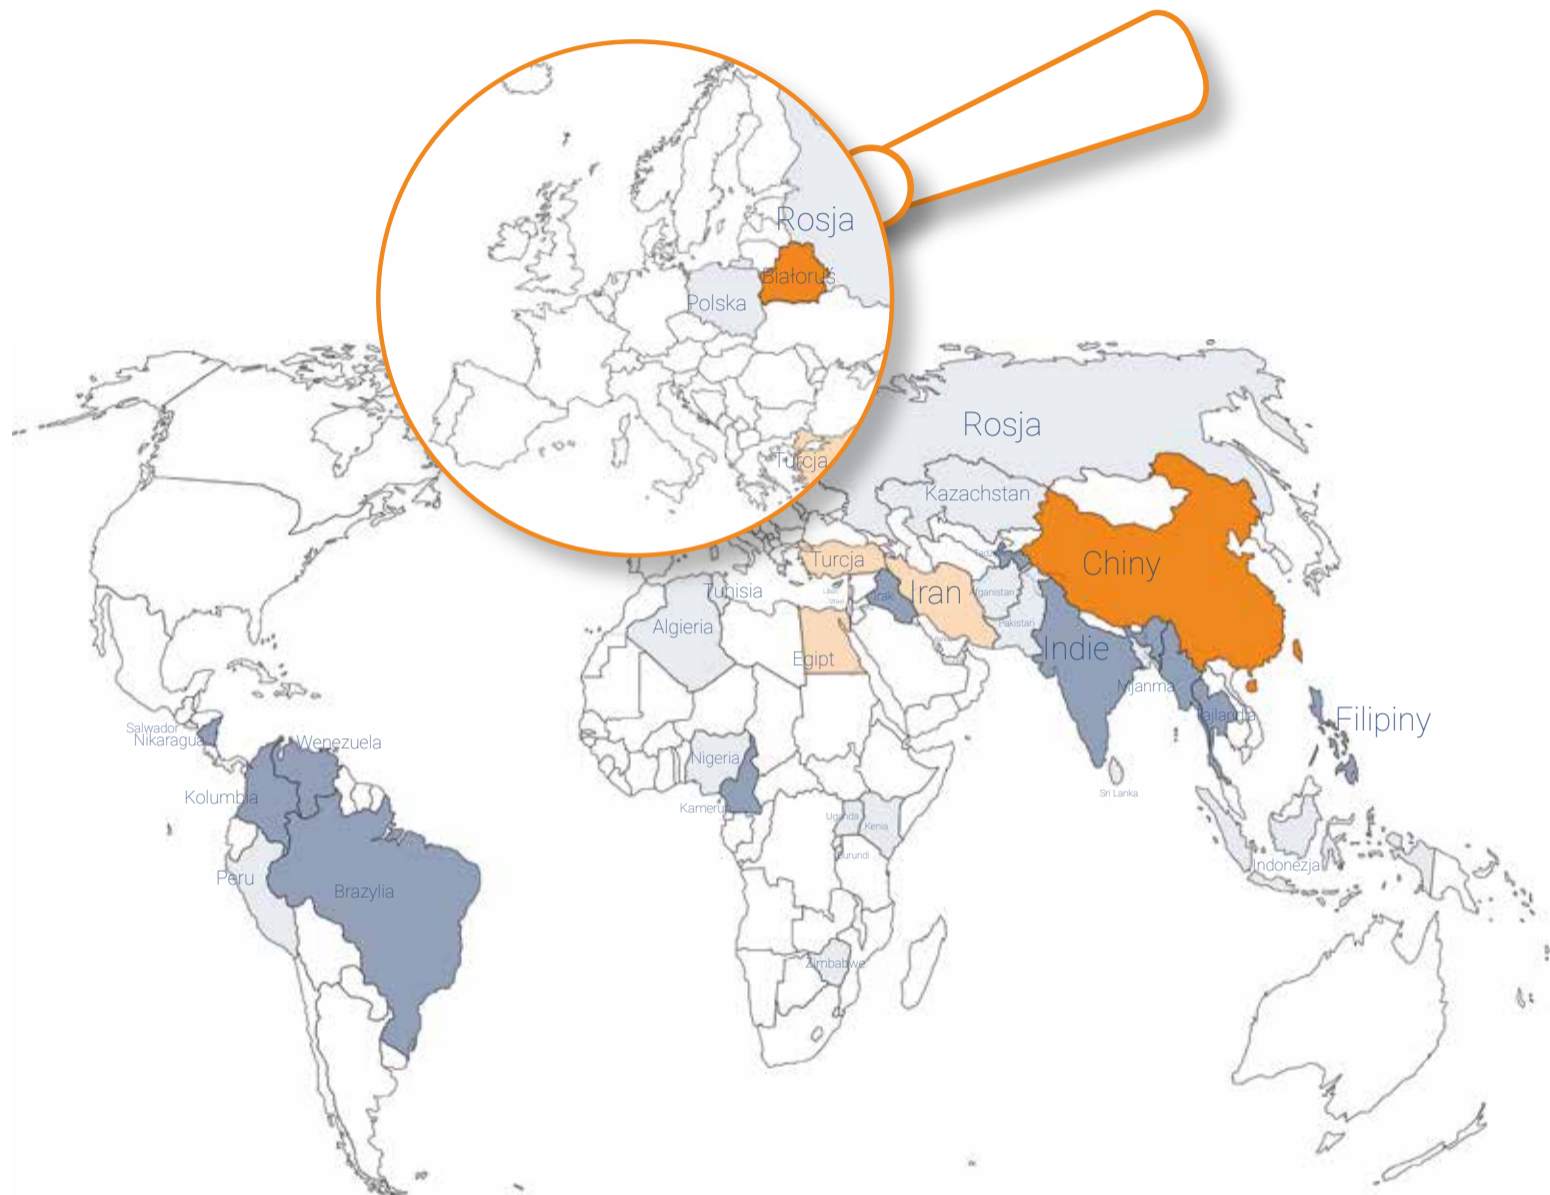 Rosja
Białoruś
Polska
Turcja
Rosja
Kazachstan
Chiny
Turcja
Iran
Irak
Afganistan
Pakistan
Tunisia
Algieria
Egipt
Indie
Mjanma
Tajlandia
Filipiny
Sri Lanka
Indonezja
Salwador
Nikaragua
Wenezuela
Kolumbia
Peru
Brazylia
Nigeria
Kamerun
Uganda
Kenia
Burundi
Zimbabwe